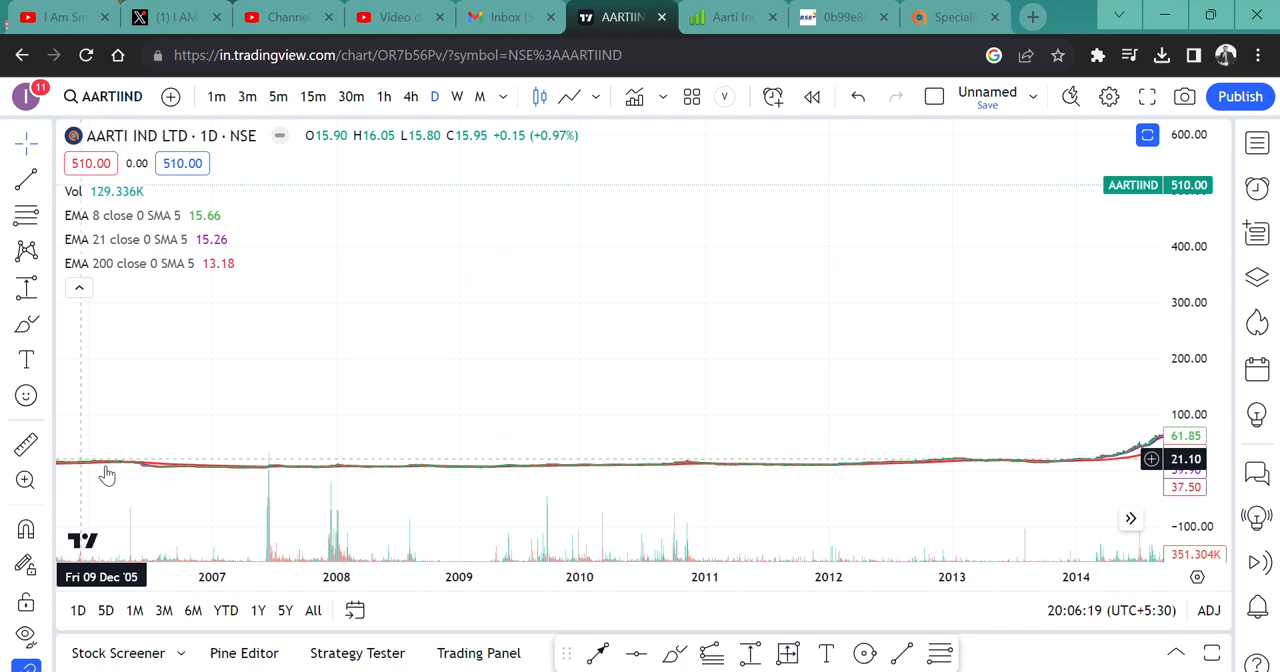 I am Sm
(1) I AM
Channel
Video d
Inbox (5
AARTIIN
Aarti In
0b99e8
Speciali
https://in.tradingview.com/chart/OR7b56Pv/?symbol=NSE%3AAARTIIND
I 11 AARTIIND 1m 3m 5m 15m 30m 1h 4h D W M V Unnamed Save Publish
AARTI IND LTD · 1D · NSE O15.90 H16.05 L15.80 C15.95 +0.15 (+0.97%)
510.00 0.00 510.00
Vol 129.336K
EMA 8 close 0 SMA 5 15.66
EMA 21 close 0 SMA 5 15.26
EMA 200 close 0 SMA 5 13.18
600.00
AARTIIND 510.00
400.00
300.00
200.00
100.00
61.85
21.10
37.50
-100.00
351.304K
Fri 09 Dec '05 2007 2008 2009 2010 2011 2012 2013 2014
1D 5D 1M 3M 6M YTD 1Y 5Y All 20:06:19 (UTC+5:30) ADJ
Stock Screener Pine Editor Strategy Tester Trading Panel